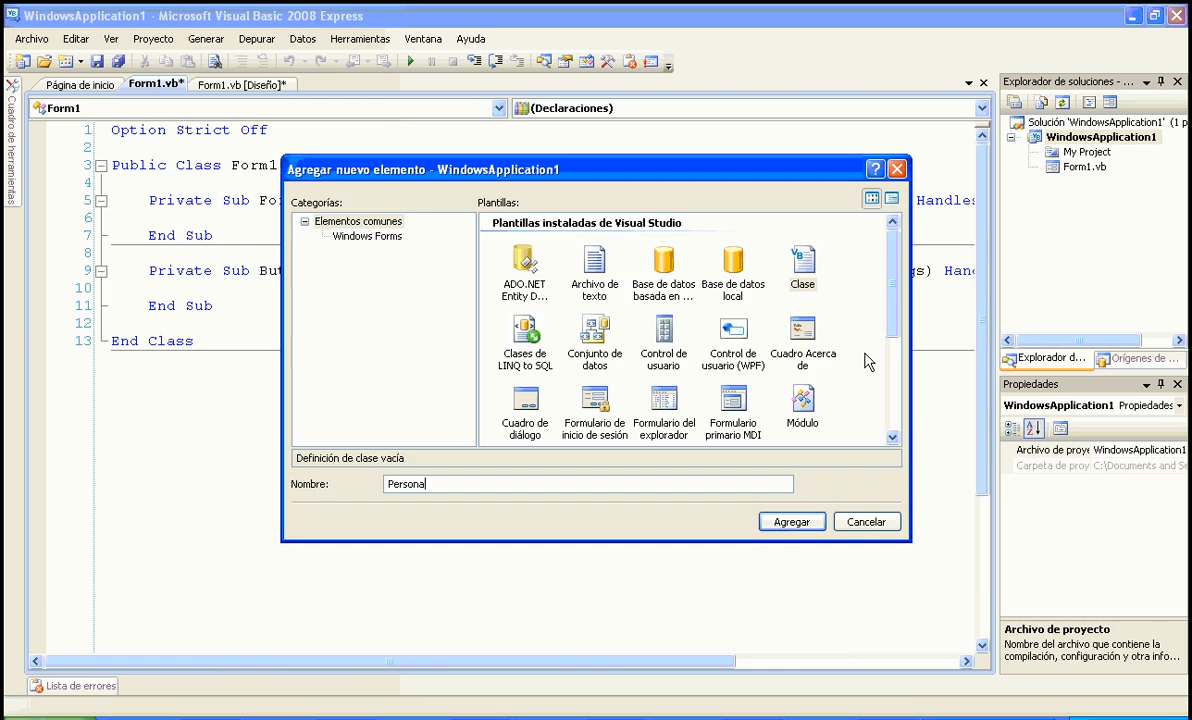 WindowsApplication1 - Microsoft Visual Basic 2008 Express
Archivo Editar Ver Proyecto Generar Depurar Datos Herramientas Ventana Ayuda
Página de inicio Form1.vb* Form1.vb [Diseño]*
Form1 (Declaraciones)
Cuadro de herramientas
1 Option Strict Off
2
3 Public Class Form1
4
5 Private Sub Fo Handles
6
7 End Sub
8
9 Private Sub But gs) Hand
10
11 End Sub
12
13 End Class
Agregar nuevo elemento - WindowsApplication1
Categorías: Plantillas:
Elementos comunes
Windows Forms
Plantillas instaladas de Visual Studio
ADO.NET Entity D...
Archivo de texto
Base de datos basada en ...
Base de datos local
Clase
Clases de LINQ to SQL
Conjunto de datos
Control de usuario
Control de usuario (WPF)
Cuadro Acerca de
Cuadro de diálogo
Formulario de inicio de sesión
Formulario del explorador
Formulario primario MDI
Módulo
Definición de clase vacía
Nombre: Persona
Agregar Cancelar
Explorador de soluciones - ...
Solución 'WindowsApplication1' (1 p
WindowsApplication1
My Project
Form1.vb
Explorador d... Orígenes de ...
Propiedades
WindowsApplication1 Propiedades
Archivo de proye WindowsApplication1
Carpeta de proy C:\Documents and Se
Archivo de proyecto
Nombre del archivo que contiene la
compilación, configuración y otra info...
Lista de errores